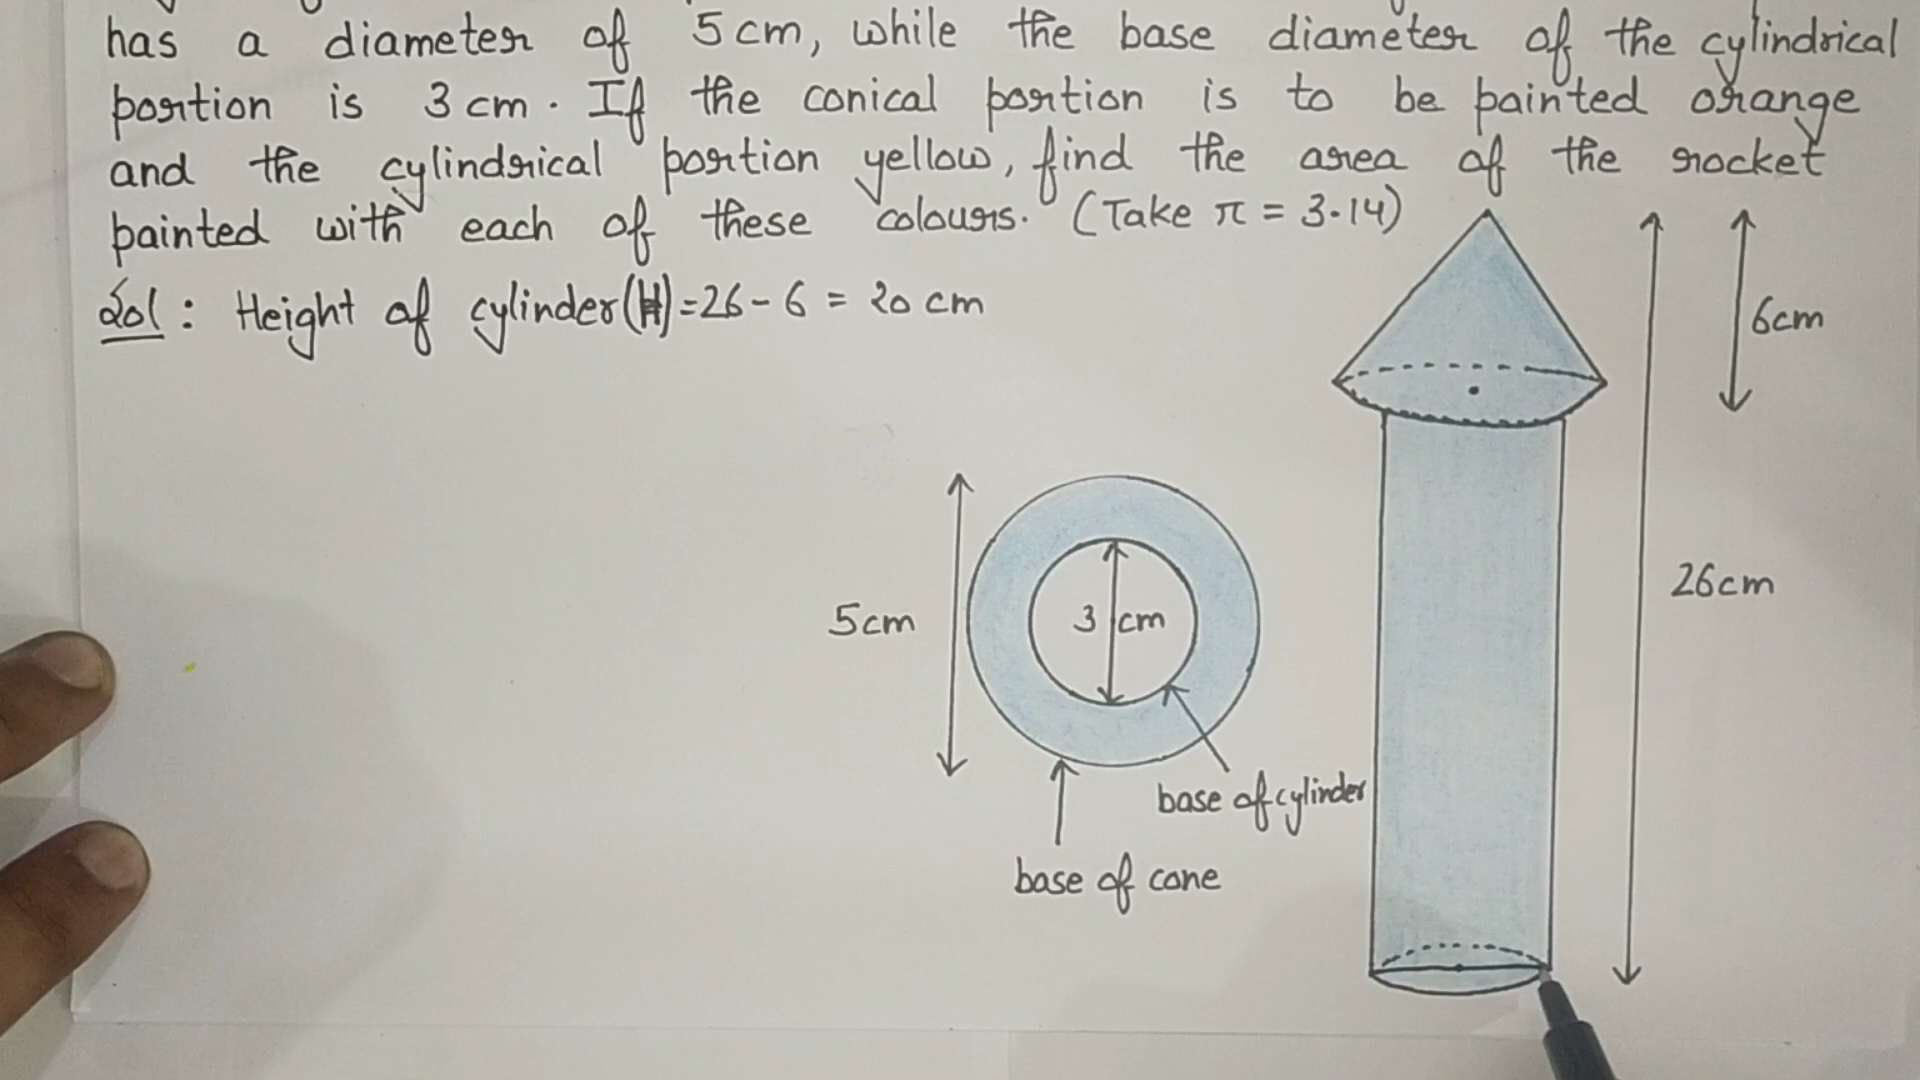 has a diameter of 5 cm, while the base diameter of the cylindrical
portion is 3 cm. If the conical portion is to be painted orange
and the cylindrical portion yellow, find the area of the rocket
painted with each of these colours. (Take π = 3.14)
Sol : Height of cylinder (H) = 26 - 6 = 20 cm
6cm
26cm
5cm
3 cm
base of cylinder
base of cone